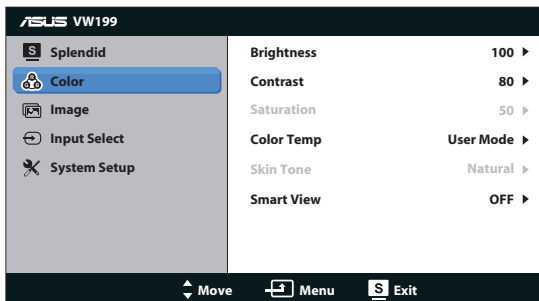 ASUS VW199
S Splendid
Color
Image
Input Select
System Setup
Brightness 100
Contrast 80
Saturation 50
Color Temp User Mode
Skin Tone Natural
Smart View OFF
Move Menu S Exit